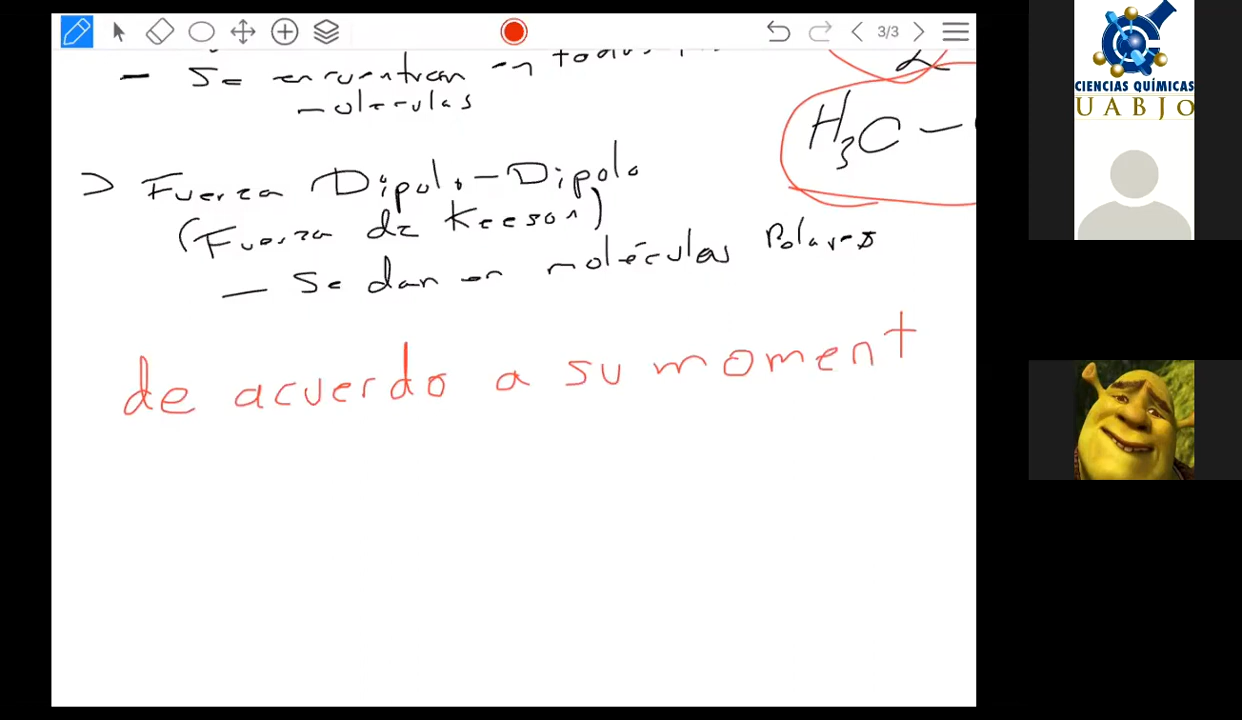 3/3
— Se encuentran en todas
moléculas
H₃C —
> Fuerza Dipolo - Dipolo
(Fuerza de Keeson)
— Se dan en moléculas Polares
de acuerdo a su moment
CIENCIAS QUÍMICAS
UABJO